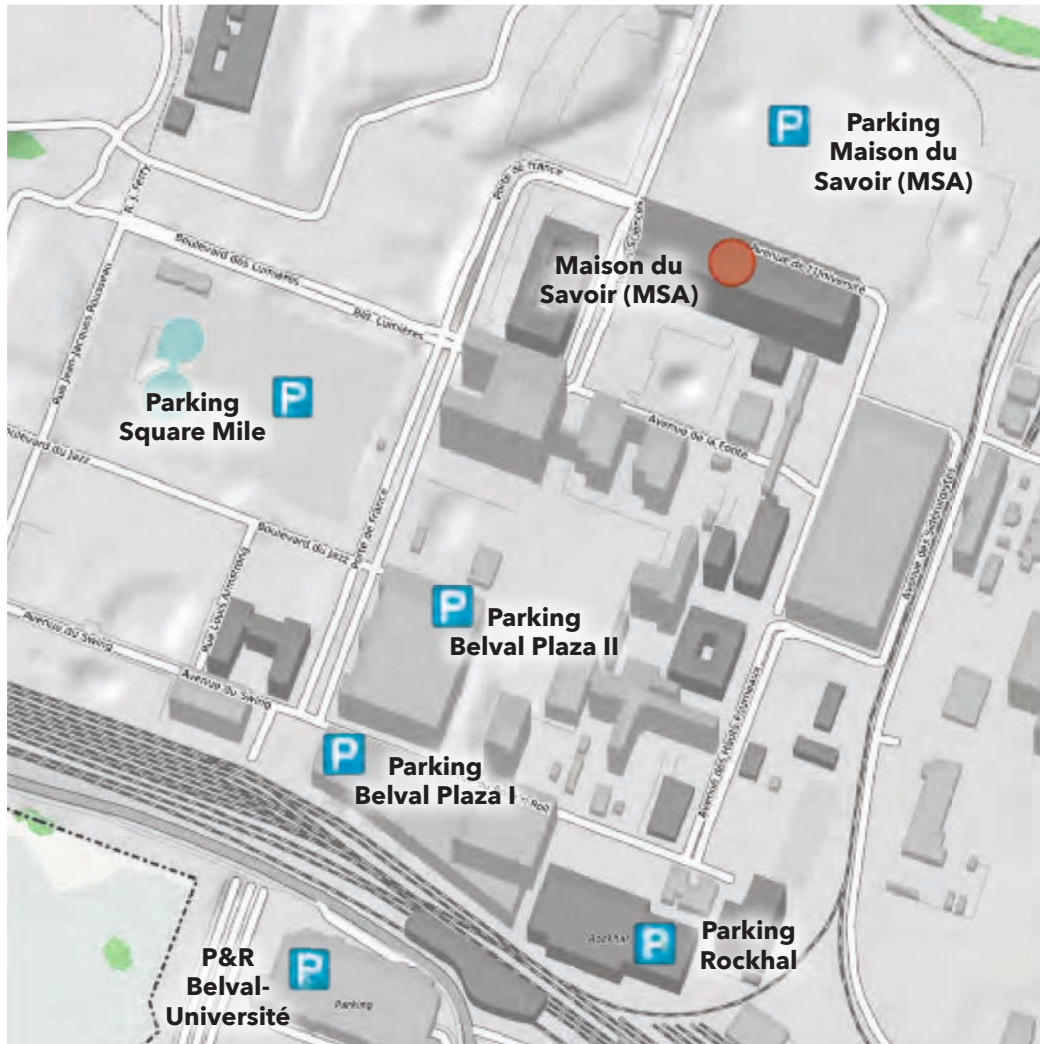 P
Parking
Maison du
Savoir (MSA)
R. J. Ferry
Porte de France
Sciences
Avenue de l'Université
Maison du
Savoir (MSA)
Boulevard des Lumières
Bld. Lumières
Rue Jean-Jacques Rousseau
Parking
Square Mile
P
Avenue de la Fonte
Boulevard du Jazz
Boulevard du Jazz
Porte de France
Rue Louis Armstrong
Avenue des Sidérurgistes
P
Parking
Belval Plaza II
Avenue du Swing
Avenue du Swing
Avenue des Hauts Fourneaux
P
Parking
Belval Plaza I
Roll
Rockhal
P
Parking
Rockhal
P&R
Belval-
Université
P
Parking